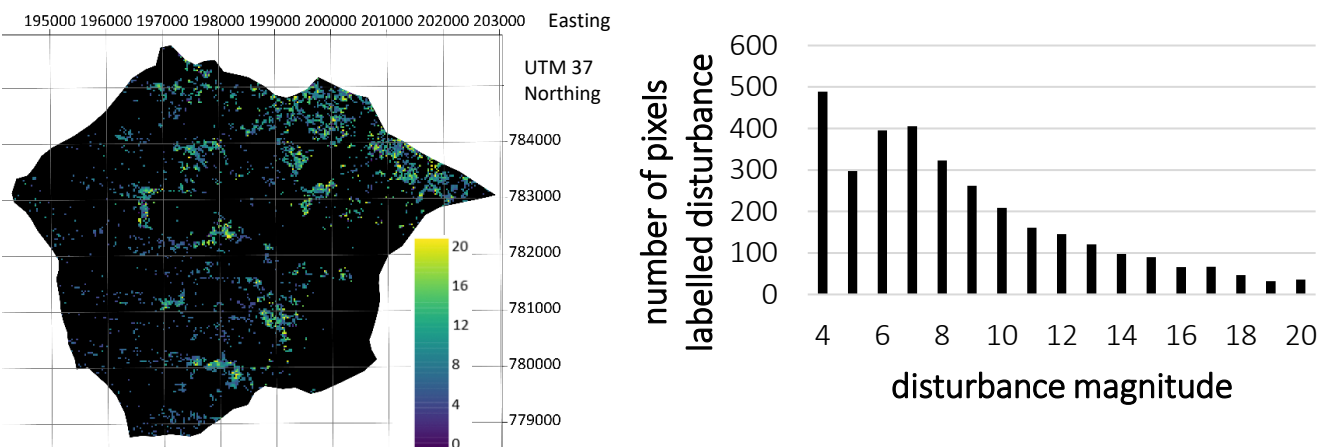 195000 196000 197000 198000 199000 200000 201000 202000 203000 Easting
UTM 37
Northing
784000
783000
782000
781000
780000
779000
20
16
12
8
4
0
number of pixels
labelled disturbance
600
500
400
300
200
100
0
4 6 8 10 12 14 16 18 20
disturbance magnitude